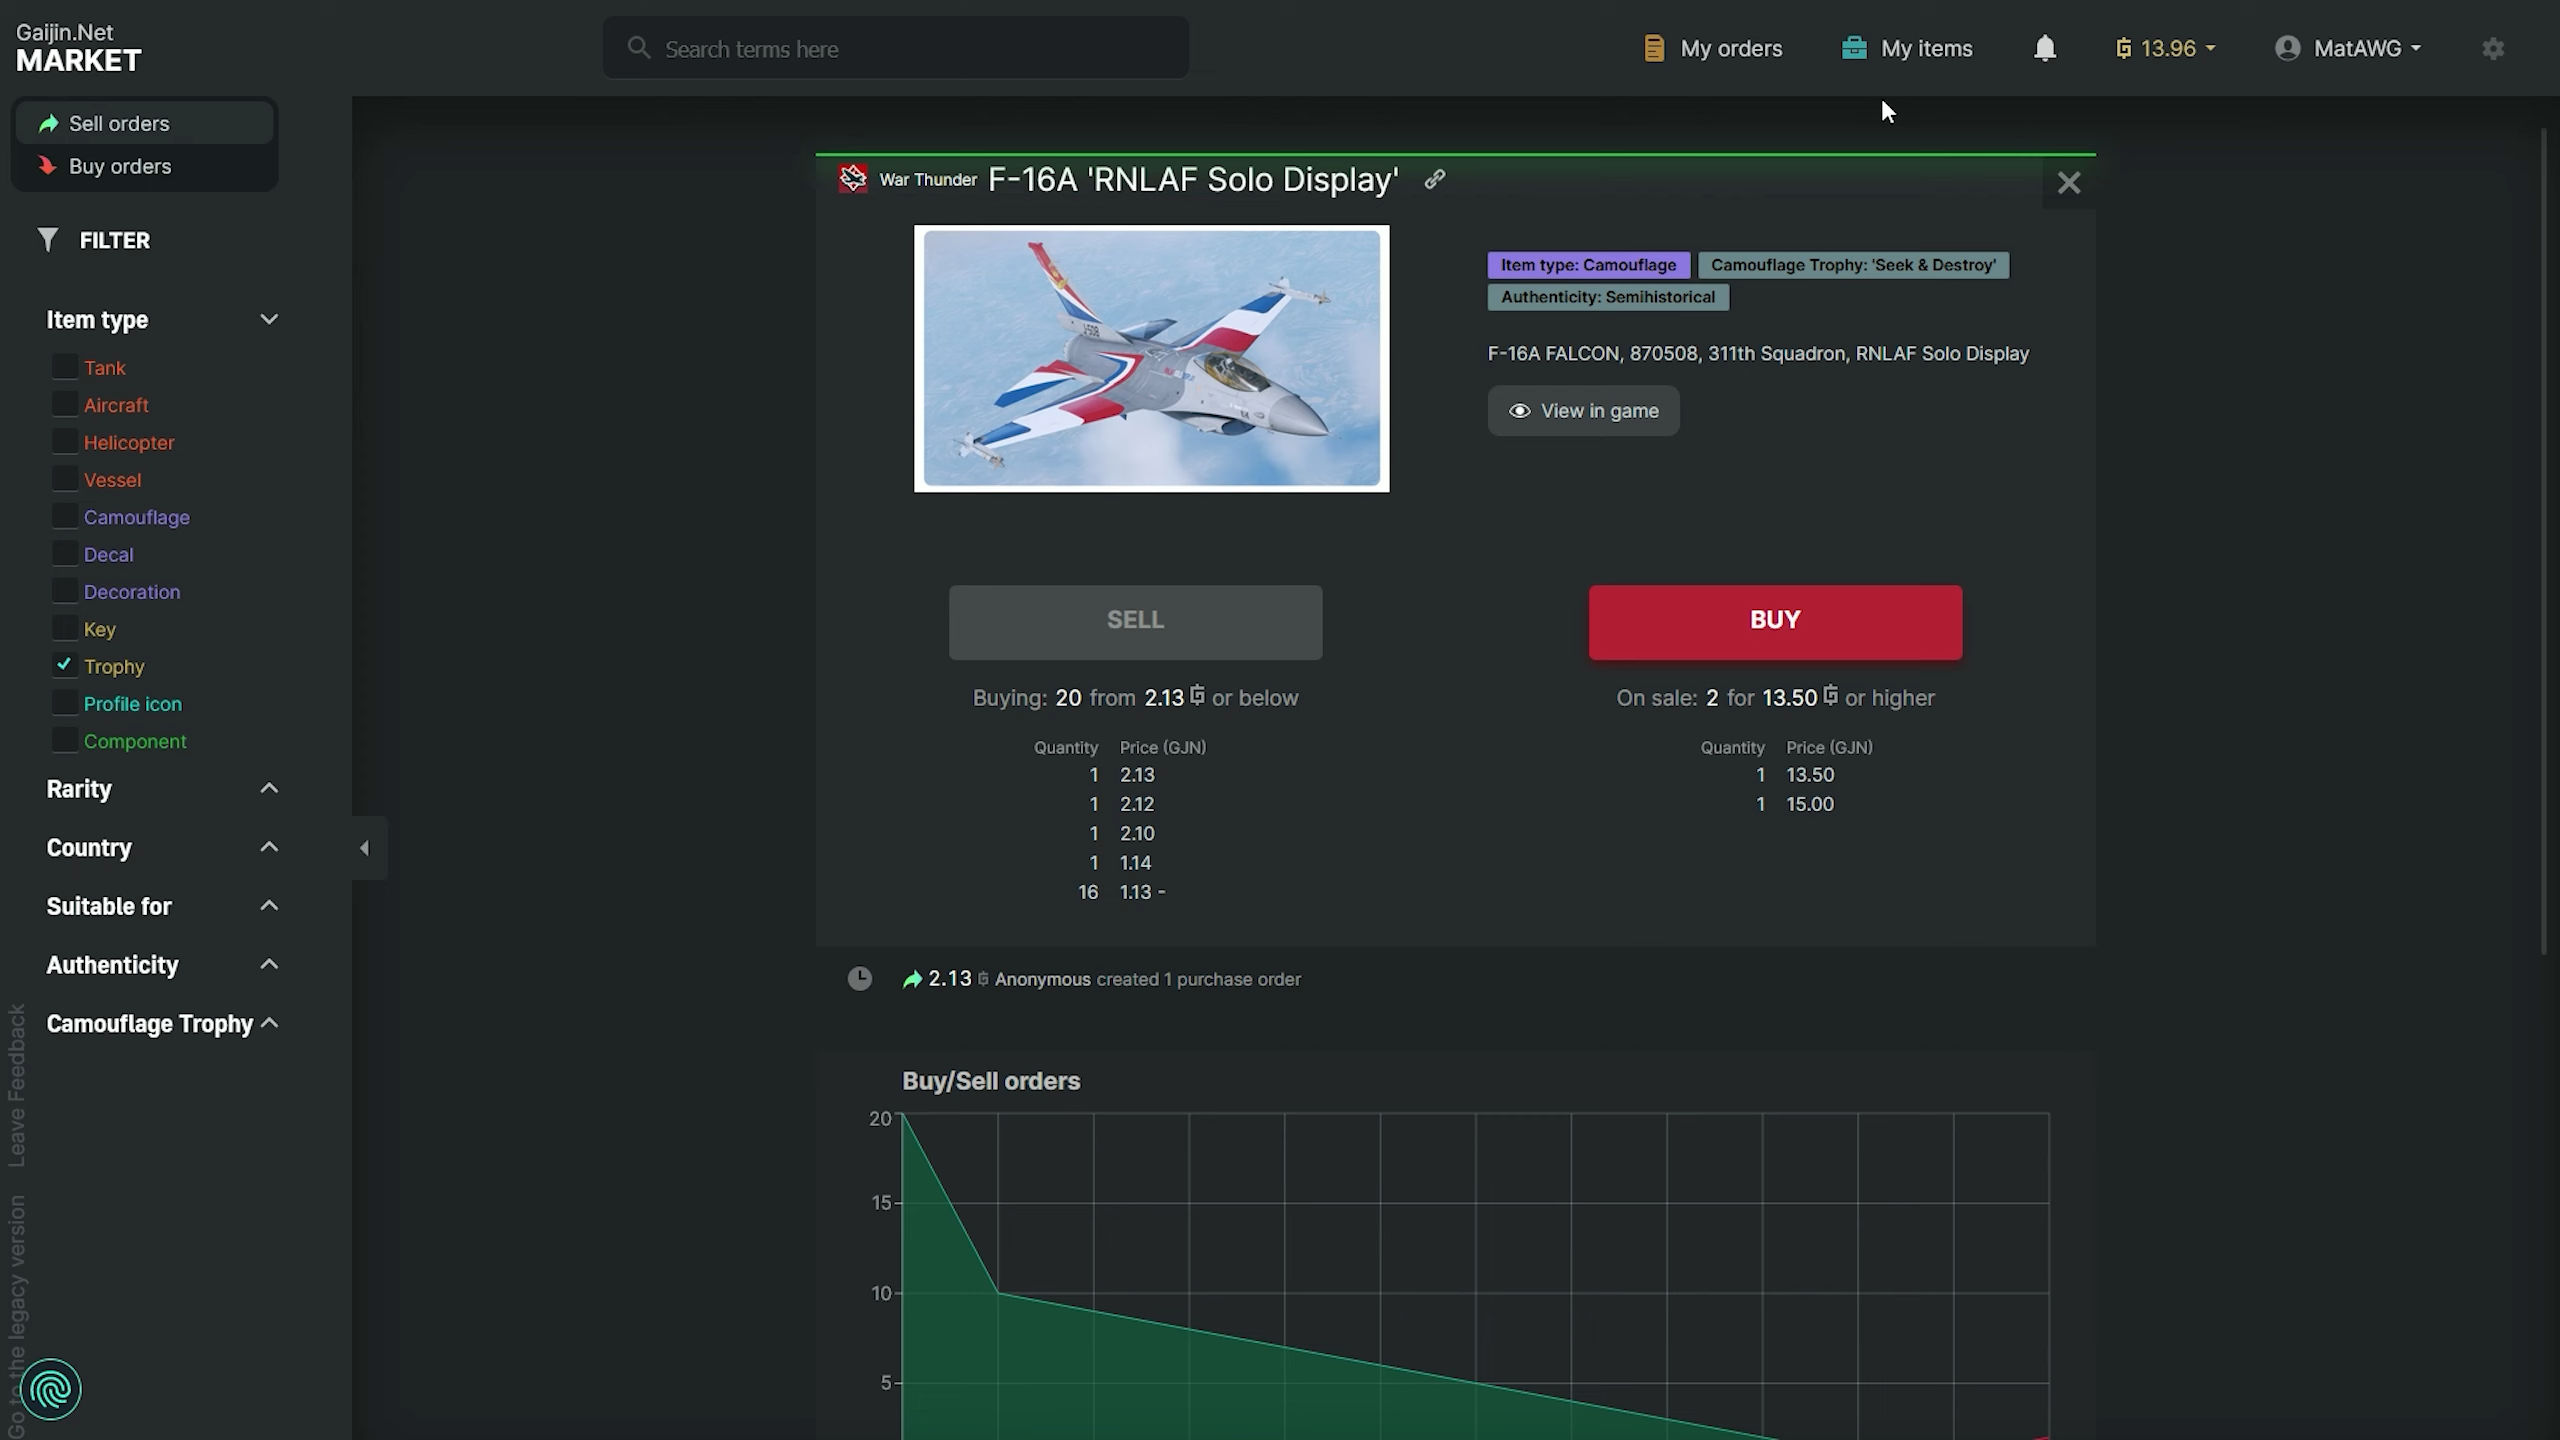 Gaijin.Net
MARKET
Search terms here
My orders
My items
13.96
MatAWG
Sell orders
Buy orders
FILTER
Item type
Tank
Aircraft
Helicopter
Vessel
Camouflage
Decal
Decoration
Key
Trophy
Profile icon
Component
Rarity
Country
Suitable for
Authenticity
Camouflage Trophy
Leave Feedback
Go to the legacy version
War Thunder F-16A 'RNLAF Solo Display'
J-508
Item type: Camouflage
Camouflage Trophy: 'Seek & Destroy'
Authenticity: Semihistorical
F-16A FALCON, 870508, 311th Squadron, RNLAF Solo Display
View in game
SELL
Buying: 20 from 2.13 or below
Quantity Price (GJN)
1 2.13
1 2.12
1 2.10
1 1.14
16 1.13 -
BUY
On sale: 2 for 13.50 or higher
Quantity Price (GJN)
1 13.50
1 15.00
2.13 Anonymous created 1 purchase order
Buy/Sell orders
20
15
10
5